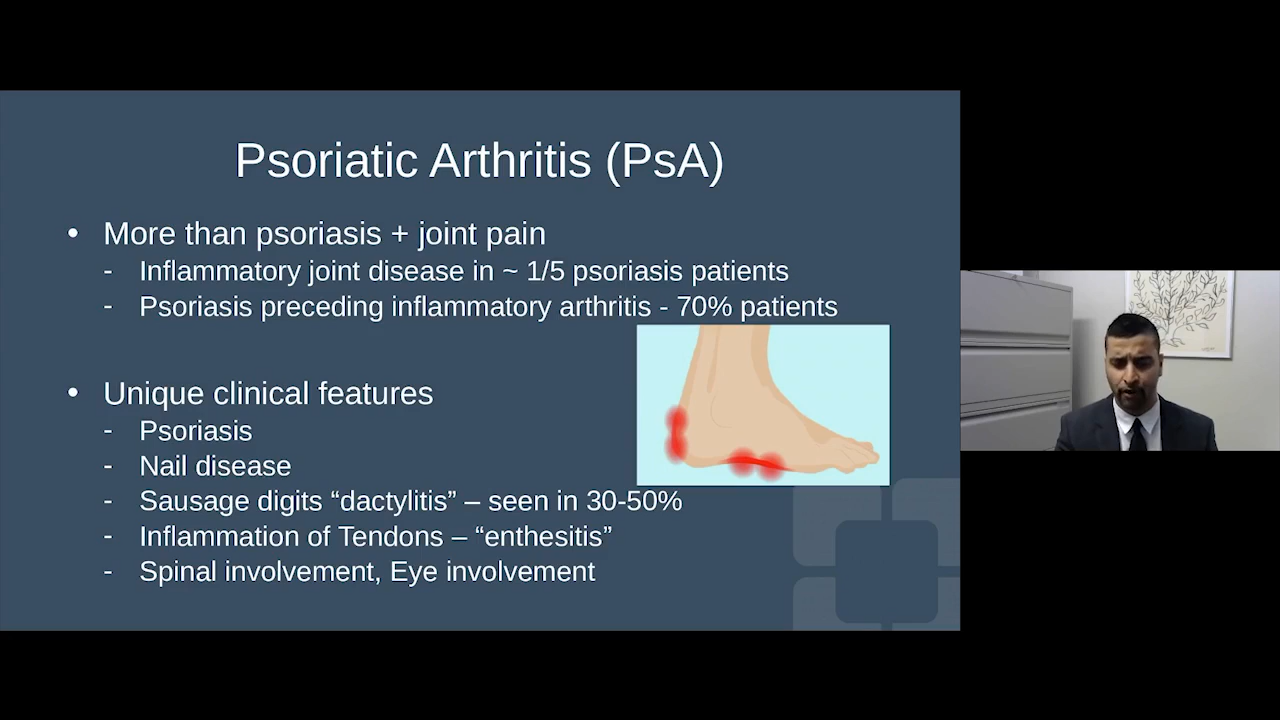 Psoriatic Arthritis (PsA)
• More than psoriasis + joint pain
- Inflammatory joint disease in ~ 1/5 psoriasis patients
- Psoriasis preceding inflammatory arthritis - 70% patients
• Unique clinical features
- Psoriasis
- Nail disease
- Sausage digits “dactylitis” – seen in 30-50%
- Inflammation of Tendons – “enthesitis”
- Spinal involvement, Eye involvement